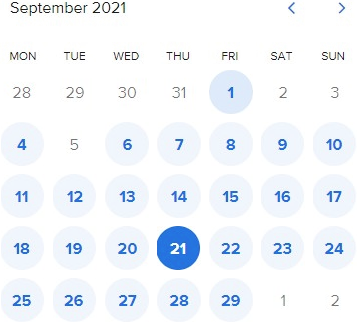 September 2021
MON TUE WED THU FRI SAT SUN
28 29 30 31 1 2 3
4 5 6 7 8 9 10
11 12 13 14 15 16 17
18 19 20 21 22 23 24
25 26 27 28 29 1 2